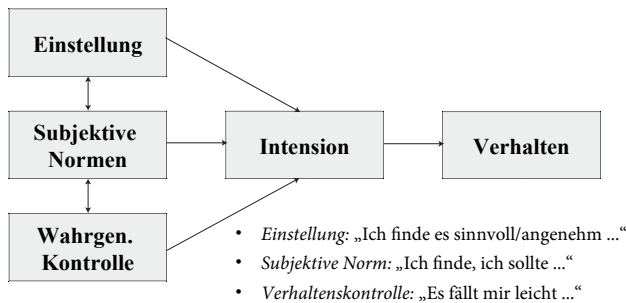 Einstellung
Subjektive
Normen
Intension
Verhalten
Wahrgen.
Kontrolle
• Einstellung: „Ich finde es sinnvoll/angenehm ...“
• Subjektive Norm: „Ich finde, ich sollte ...“
• Verhaltenskontrolle: „Es fällt mir leicht ...“